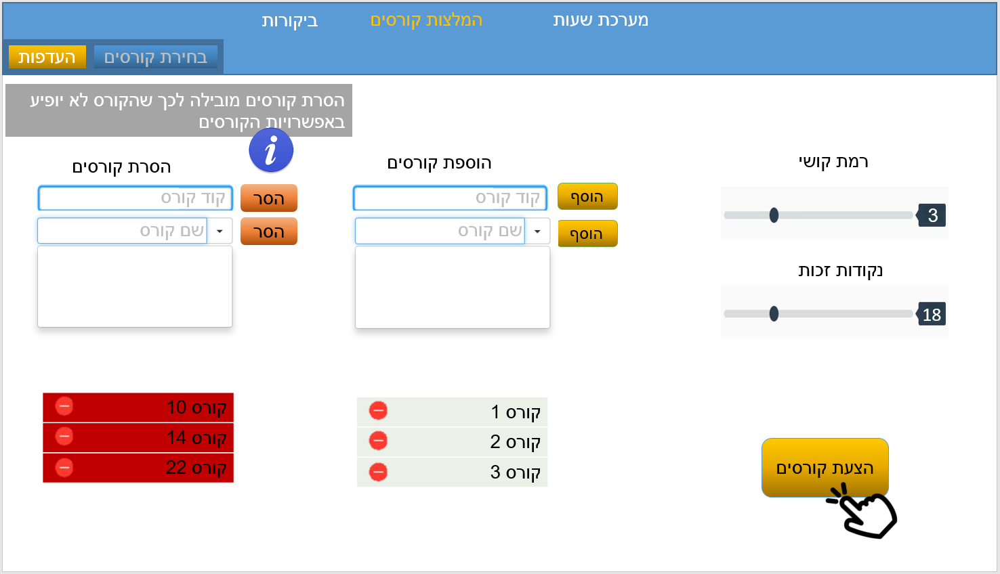 מערכת שעות
המלצות קורסים
ביקורות
בחירת קורסים
העדפות
הסרת קורסים מובילה לכך שהקורס לא יופיע
באפשרויות הקורסים
i
רמת קושי
3
נקודות זכות
18
הוספת קורסים
הוסף
קוד קורס
הוסף
שם קורס
הסרת קורסים
הסר
קוד קורס
הסר
שם קורס
קורס 1
קורס 2
קורס 3
קורס 10
קורס 14
קורס 22
הצעת קורסים